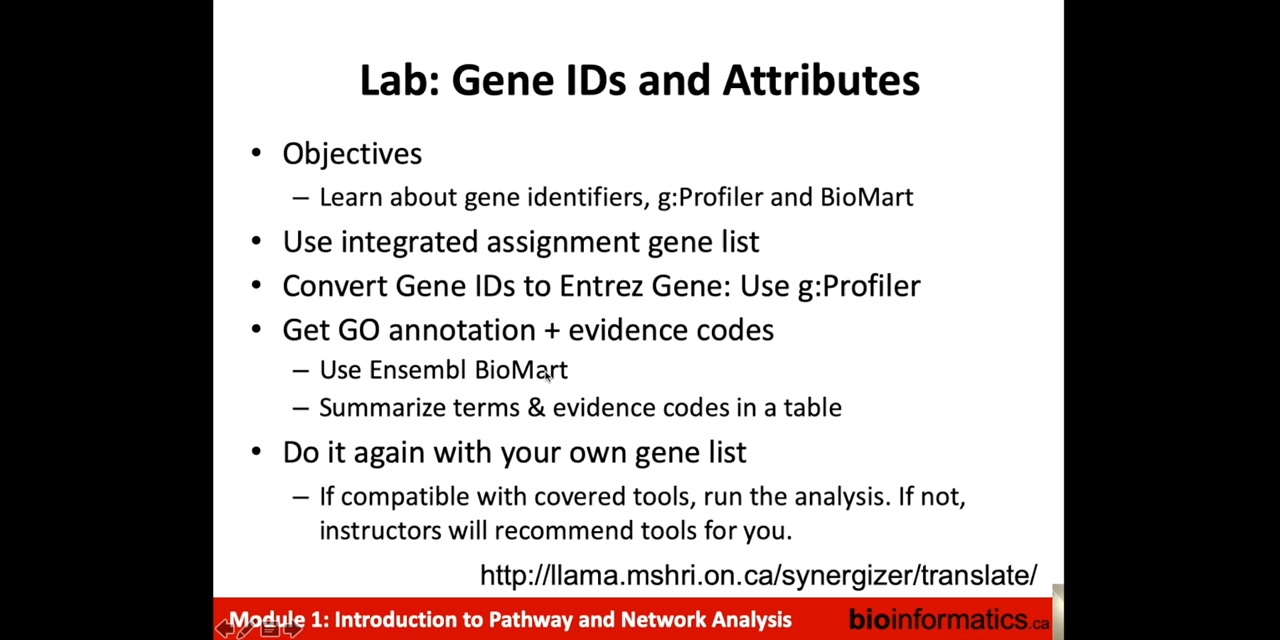 Lab: Gene IDs and Attributes
• Objectives
– Learn about gene identifiers, g:Profiler and BioMart
• Use integrated assignment gene list
• Convert Gene IDs to Entrez Gene: Use g:Profiler
• Get GO annotation + evidence codes
– Use Ensembl BioMart
– Summarize terms & evidence codes in a table
• Do it again with your own gene list
– If compatible with covered tools, run the analysis. If not,
instructors will recommend tools for you.
http://llama.mshri.on.ca/synergizer/translate/
Module 1: Introduction to Pathway and Network Analysis
bioinformatics.ca